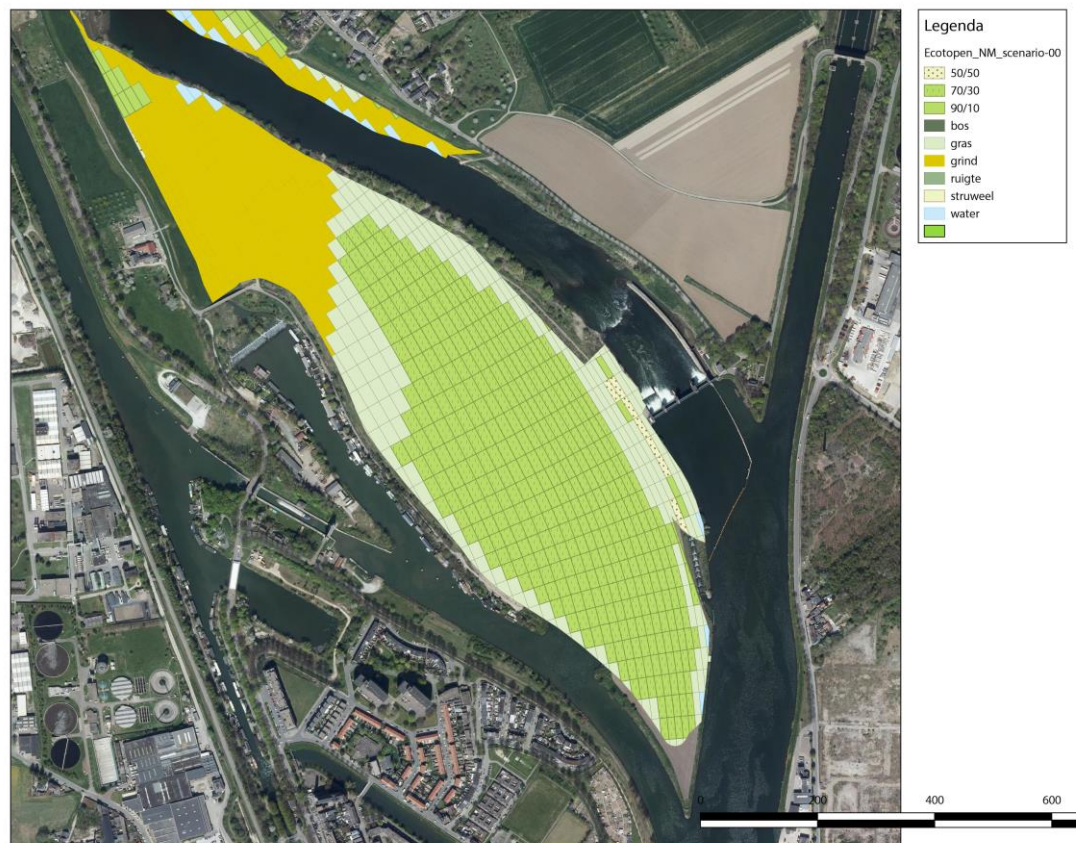 Legenda
Ecotopen_NM_scenario-00
50/50
70/30
90/10
bos
gras
grind
ruigte
struweel
water
0 200 400 600